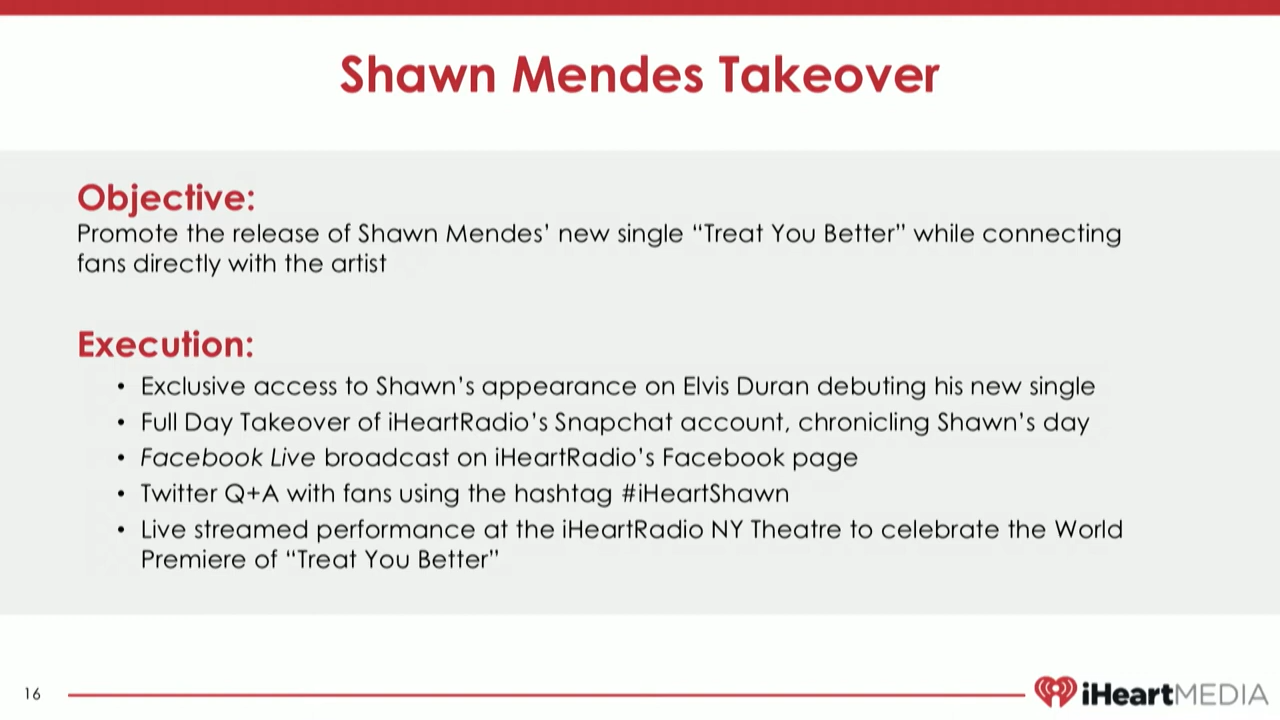 Shawn Mendes Takeover
Objective:
Promote the release of Shawn Mendes’ new single “Treat You Better” while connecting
fans directly with the artist
Execution:
• Exclusive access to Shawn’s appearance on Elvis Duran debuting his new single
• Full Day Takeover of iHeartRadio’s Snapchat account, chronicling Shawn’s day
• Facebook Live broadcast on iHeartRadio’s Facebook page
• Twitter Q+A with fans using the hashtag #iHeartShawn
• Live streamed performance at the iHeartRadio NY Theatre to celebrate the World
Premiere of “Treat You Better”
16
iHeartMEDIA